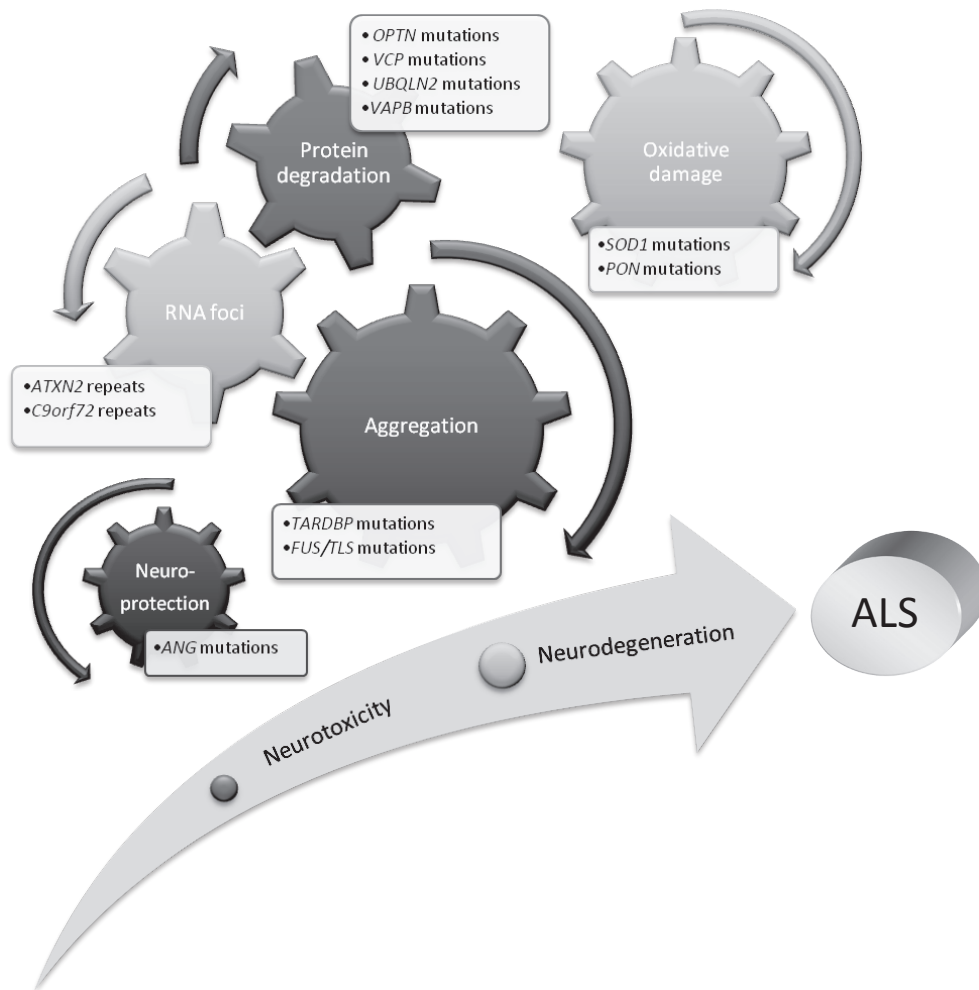 • OPTN mutations
• VCP mutations
• UBQLN2 mutations
• VAPB mutations
Protein
degradation
Oxidative
damage
• SOD1 mutations
• PON mutations
RNA foci
• ATXN2 repeats
• C9orf72 repeats
Aggregation
• TARDBP mutations
• FUS/TLS mutations
Neuro-
protection
• ANG mutations
Neurotoxicity
Neurodegeneration
ALS